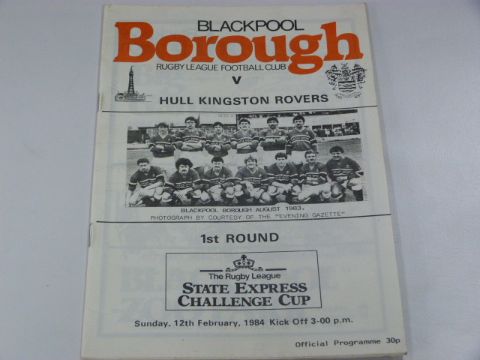 BLACKPOOL
Borough
RUGBY LEAGUE FOOTBALL CLUB
V
HULL KINGSTON ROVERS
BLACKPOOL BOROUGH AUGUST 1983.
PHOTOGRAPH BY COURTESY OF THE "EVENING GAZETTE"
1st ROUND
The Rugby League
STATE EXPRESS
CHALLENGE CUP
Sunday, 12th February, 1984 Kick Off 3-00 p.m.
Official Programme 30p